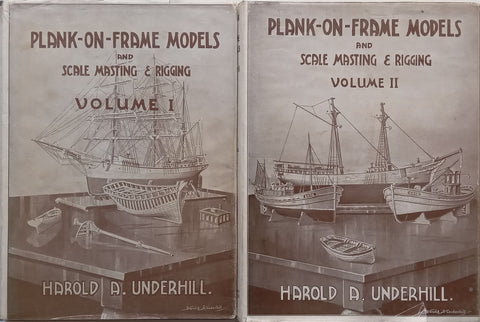 PLANK-ON-FRAME MODELS
AND
SCALE MASTING & RIGGING
VOLUME I
HAROLD A. UNDERHILL.
PLANK-ON-FRAME MODELS
AND
SCALE MASTING & RIGGING
VOLUME II
HAROLD A. UNDERHILL.